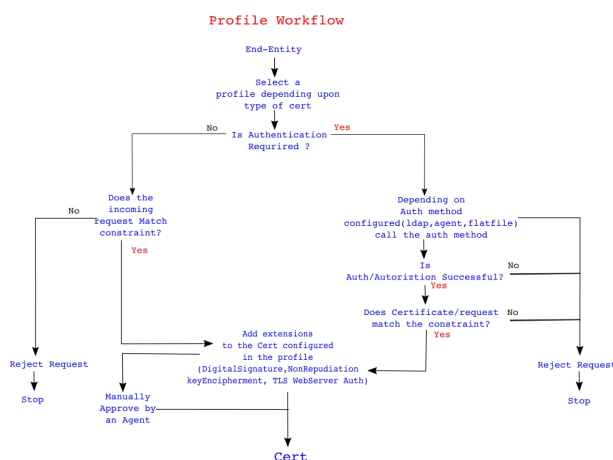 Profile Workflow
End-Entity
Select a
profile depending upon
type of cert
No
Yes
Is Authentication
Requrired ?
Does the
incoming
request Match
constraint?
No
Yes
Depending on
Auth method
configured(ldap,agent,flatfile)
call the auth method
Is
Auth/Autoriztion Successful?
No
Yes
Does Certificate/request
match the constraint?
No
Yes
Add extensions
to the Cert configured
in the profile
(DigitalSignature,NonRepudiation
keyEncipherment, TLS WebServer Auth)
Reject Request
Stop
Manually
Approve by
an Agent
Reject Request
Stop
Cert